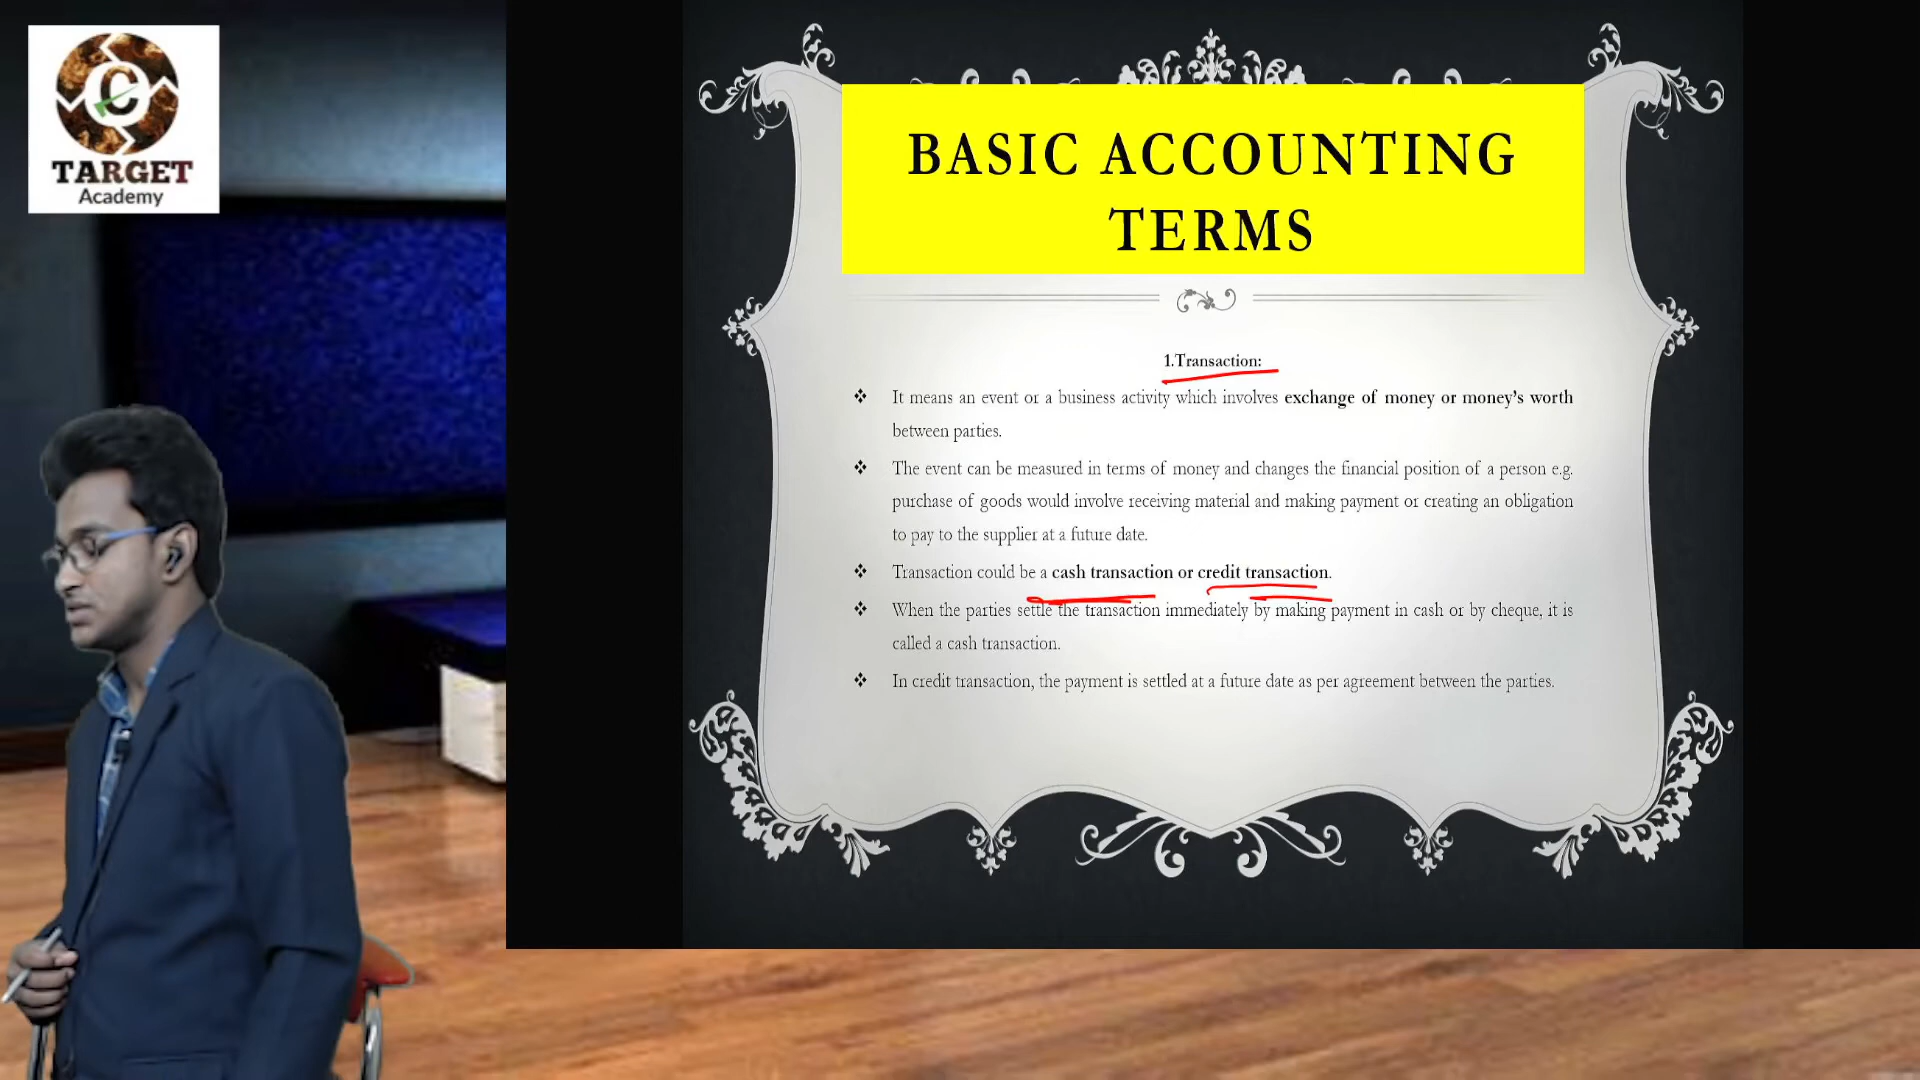 TARGET
Academy
BASIC ACCOUNTING
TERMS
1.Transaction:
❖ It means an event or a business activity which involves exchange of money or money's worth
between parties.
❖ The event can be measured in terms of money and changes the financial position of a person e.g.
purchase of goods would involve receiving material and making payment or creating an obligation
to pay to the supplier at a future date.
❖ Transaction could be a cash transaction or credit transaction.
❖ When the parties settle the transaction immediately by making payment in cash or by cheque, it is
called a cash transaction.
❖ In credit transaction, the payment is settled at a future date as per agreement between the parties.